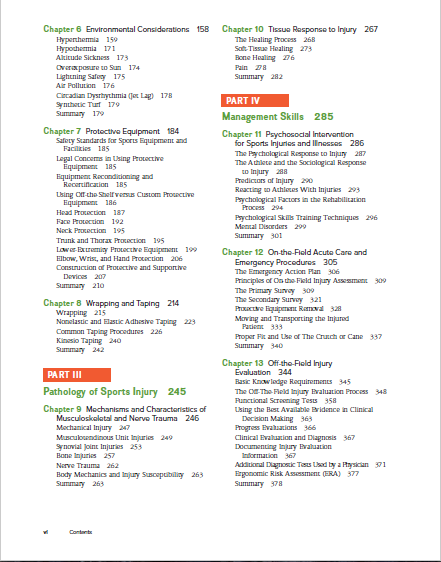 Chapter 6 Environmental Considerations 158
Hyperthermia 159
Hypothermia 171
Altitude Sickness 173
Overexposure to Sun 174
Lightning Safety 175
Air Pollution 176
Circadian Dysrhythmia (Jet Lag) 178
Synthetic Turf 179
Summary 179
Chapter 7 Protective Equipment 184
Safety Standards for Sports Equipment and
Facilities 185
Legal Concerns in Using Protective
Equipment 185
Equipment Reconditioning and
Recertification 185
Using Off-the-Shelf versus Custom Protective
Equipment 186
Head Protection 187
Face Protection 192
Neck Protection 195
Trunk and Thorax Protection 195
Lower-Extremity Protective Equipment 199
Elbow, Wrist, and Hand Protection 206
Construction of Protective and Supportive
Devices 207
Summary 210
Chapter 8 Wrapping and Taping 214
Wrapping 215
Nonelastic and Elastic Adhesive Taping 223
Common Taping Procedures 226
Kinesio Taping 240
Summary 242
PART III
Pathology of Sports Injury 245
Chapter 9 Mechanisms and Characteristics of
Musculoskeletal and Nerve Trauma 246
Mechanical Injury 247
Musculotendinous Unit Injuries 249
Synovial Joint Injuries 253
Bone Injuries 257
Nerve Trauma 262
Body Mechanics and Injury Susceptibility 263
Summary 263
Chapter 10 Tissue Response to Injury 267
The Healing Process 268
Soft-Tissue Healing 273
Bone Healing 276
Pain 278
Summary 282
PART IV
Management Skills 285
Chapter 11 Psychosocial Intervention
for Sports Injuries and Illnesses 286
The Psychological Response to Injury 287
The Athlete and the Sociological Response
to Injury 288
Predictors of Injury 290
Reacting to Athletes With Injuries 293
Psychological Factors in the Rehabilitation
Process 294
Psychological Skills Training Techniques 296
Mental Disorders 299
Summary 301
Chapter 12 On-the-Field Acute Care and
Emergency Procedures 305
The Emergency Action Plan 306
Principles of On-the-Field Injury Assessment 309
The Primary Survey 309
The Secondary Survey 321
Protective Equipment Removal 328
Moving and Transporting the Injured
Patient 333
Proper Fit and Use of The Crutch or Cane 337
Summary 340
Chapter 13 Off-the-Field Injury
Evaluation 344
Basic Knowledge Requirements 345
The Off-The-Field Injury Evaluation Process 348
Functional Screening Tests 358
Using the Best Available Evidence in Clinical
Decision Making 363
Progress Evaluations 366
Clinical Evaluation and Diagnosis 367
Documenting Injury Evaluation
Information 367
Additional Diagnostic Tests Used by a Physician 371
Ergonomic Risk Assessment (ERA) 377
Summary 378
vi Contents